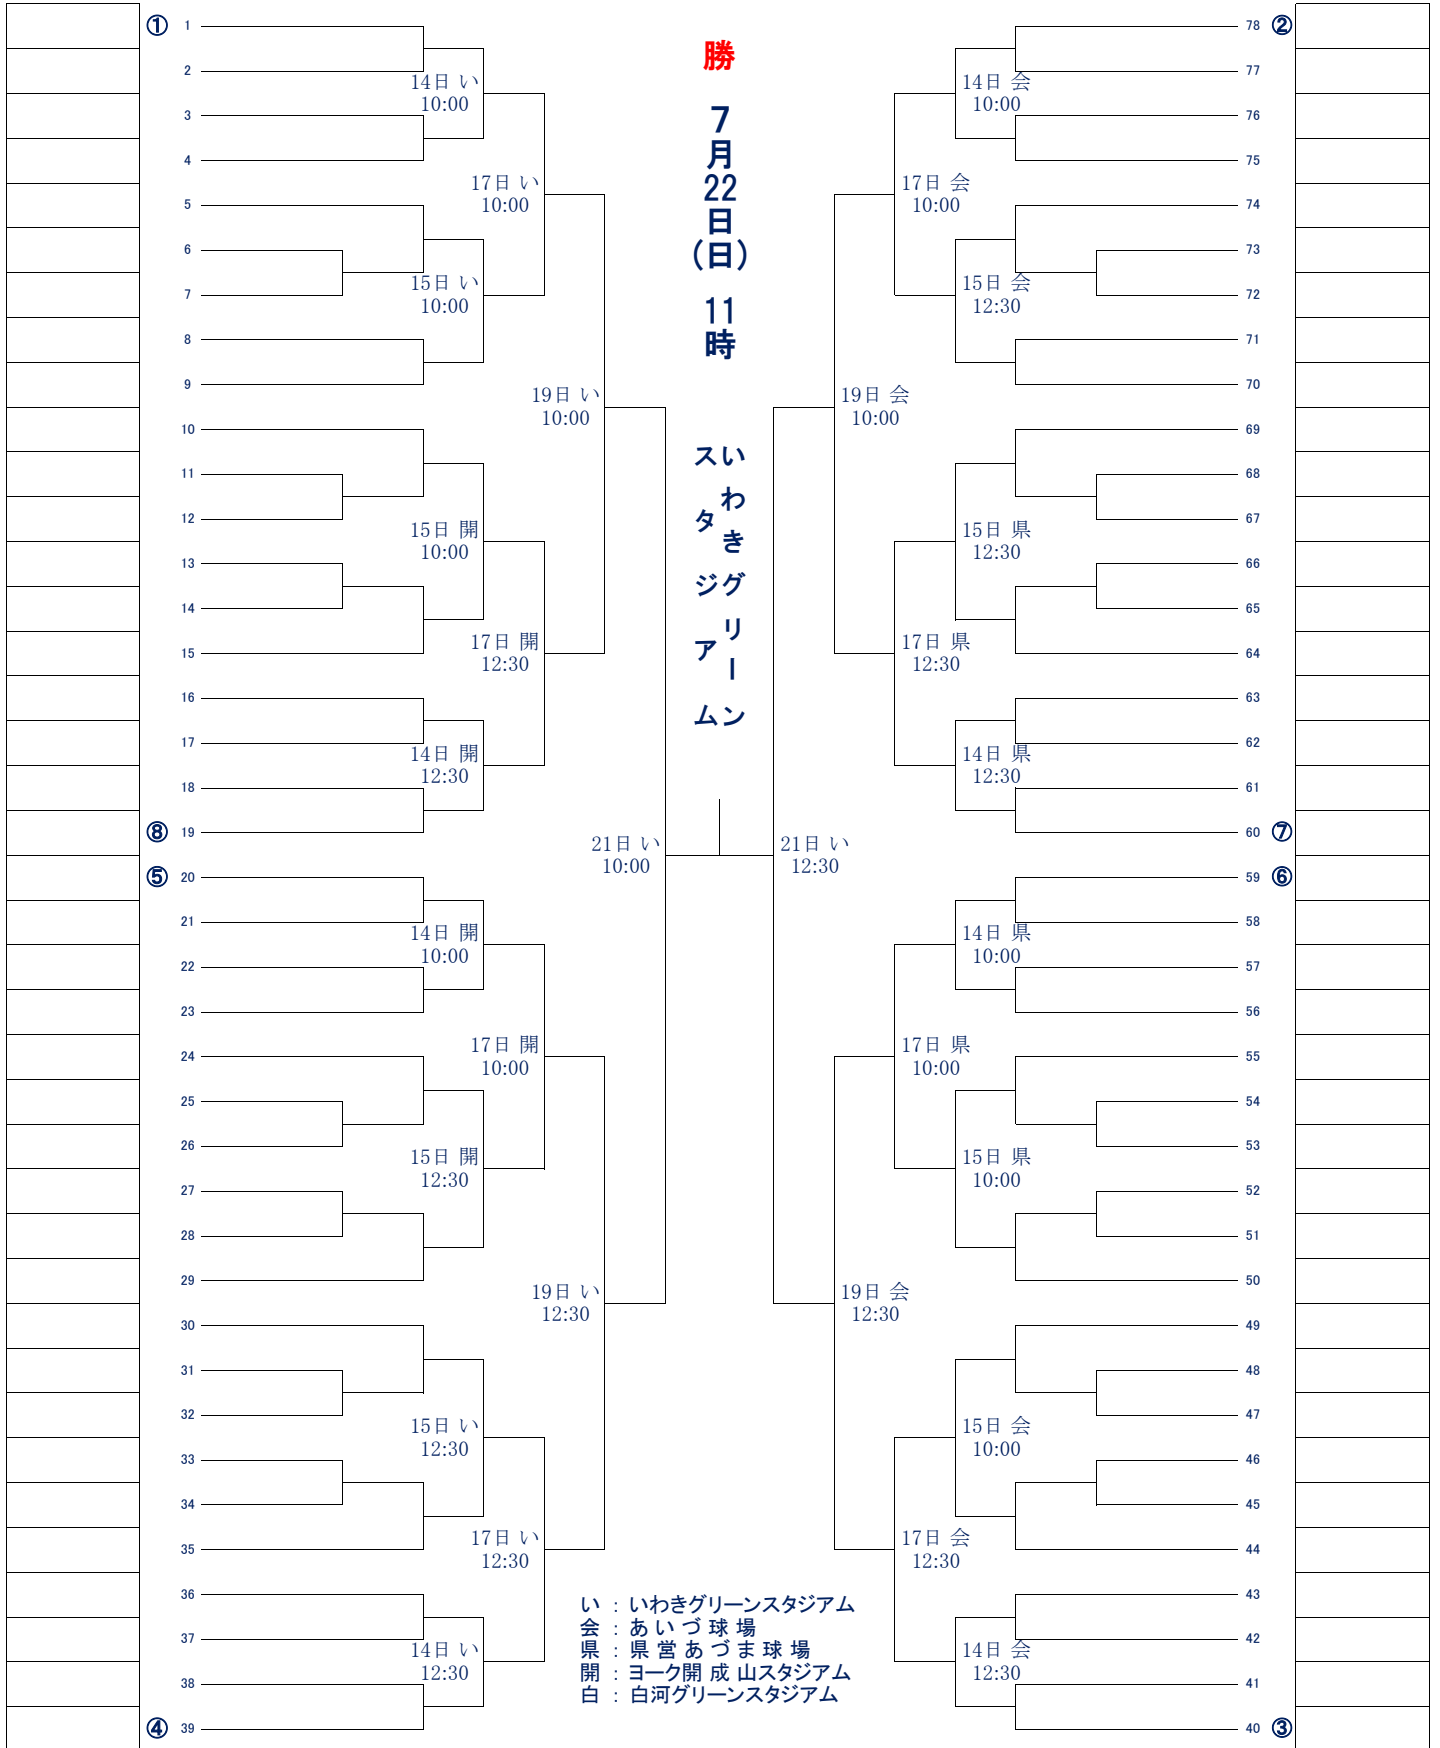 ① 1
2
14日 い
10:00
3
4
17日 い
10:00
5
6
15日 い
10:00
7
8
9
19日 い
10:00
10
11
12
15日 開
10:00
13
14
15
17日 開
12:30
16
17
14日 開
12:30
18
⑧ 19
21日 い
10:00
⑤ 20
21
14日 開
10:00
22
23
17日 開
10:00
24
25
26
15日 開
12:30
27
28
29
19日 い
12:30
30
31
32
15日 い
12:30
33
34
35
17日 い
12:30
36
37
14日 い
12:30
38
④ 39
勝
7月22日(日) 11時
いわきグリーン
スタジアム
78 ②
77
14日 会
10:00
76
75
17日 会
10:00
74
73
15日 会
12:30
72
71
70
19日 会
10:00
69
68
67
15日 県
12:30
66
65
64
17日 県
12:30
63
62
14日 県
12:30
61
60 ⑦
21日 い
12:30
59 ⑥
58
14日 県
10:00
57
56
17日 県
10:00
55
54
53
15日 県
10:00
52
51
50
19日 会
12:30
49
48
47
15日 会
10:00
46
45
44
17日 会
12:30
43
42
14日 会
12:30
41
40 ③
い : いわきグリーンスタジアム
会 : あいづ球場
県 : 県営あづま球場
開 : ヨーク開成山スタジアム
白 : 白河グリーンスタジアム